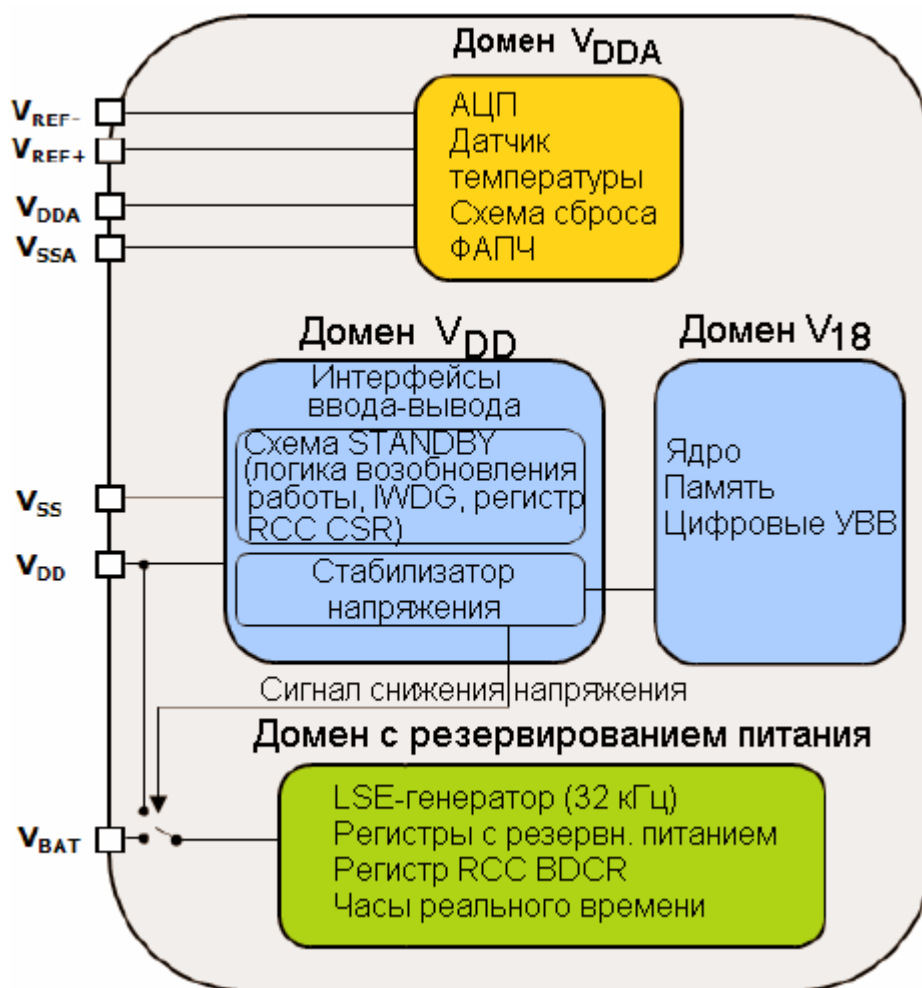 Домен VDDA
VREF-
VREF+
VDDA
VSSA
АЦП
Датчик
температуры
Схема сброса
ФАПЧ
Домен VDD
Домен V18
Интерфейсы
ввода-вывода
Схема STANDBY
(логика возобновления
работы, IWDG, регистр
RCC CSR)
Стабилизатор
напряжения
Ядро
Память
Цифровые УВВ
VSS
VDD
Сигнал снижения напряжения
Домен с резервированием питания
VBAT
LSE-генератор (32 кГц)
Регистры с резервн. питанием
Регистр RCC BDCR
Часы реального времени